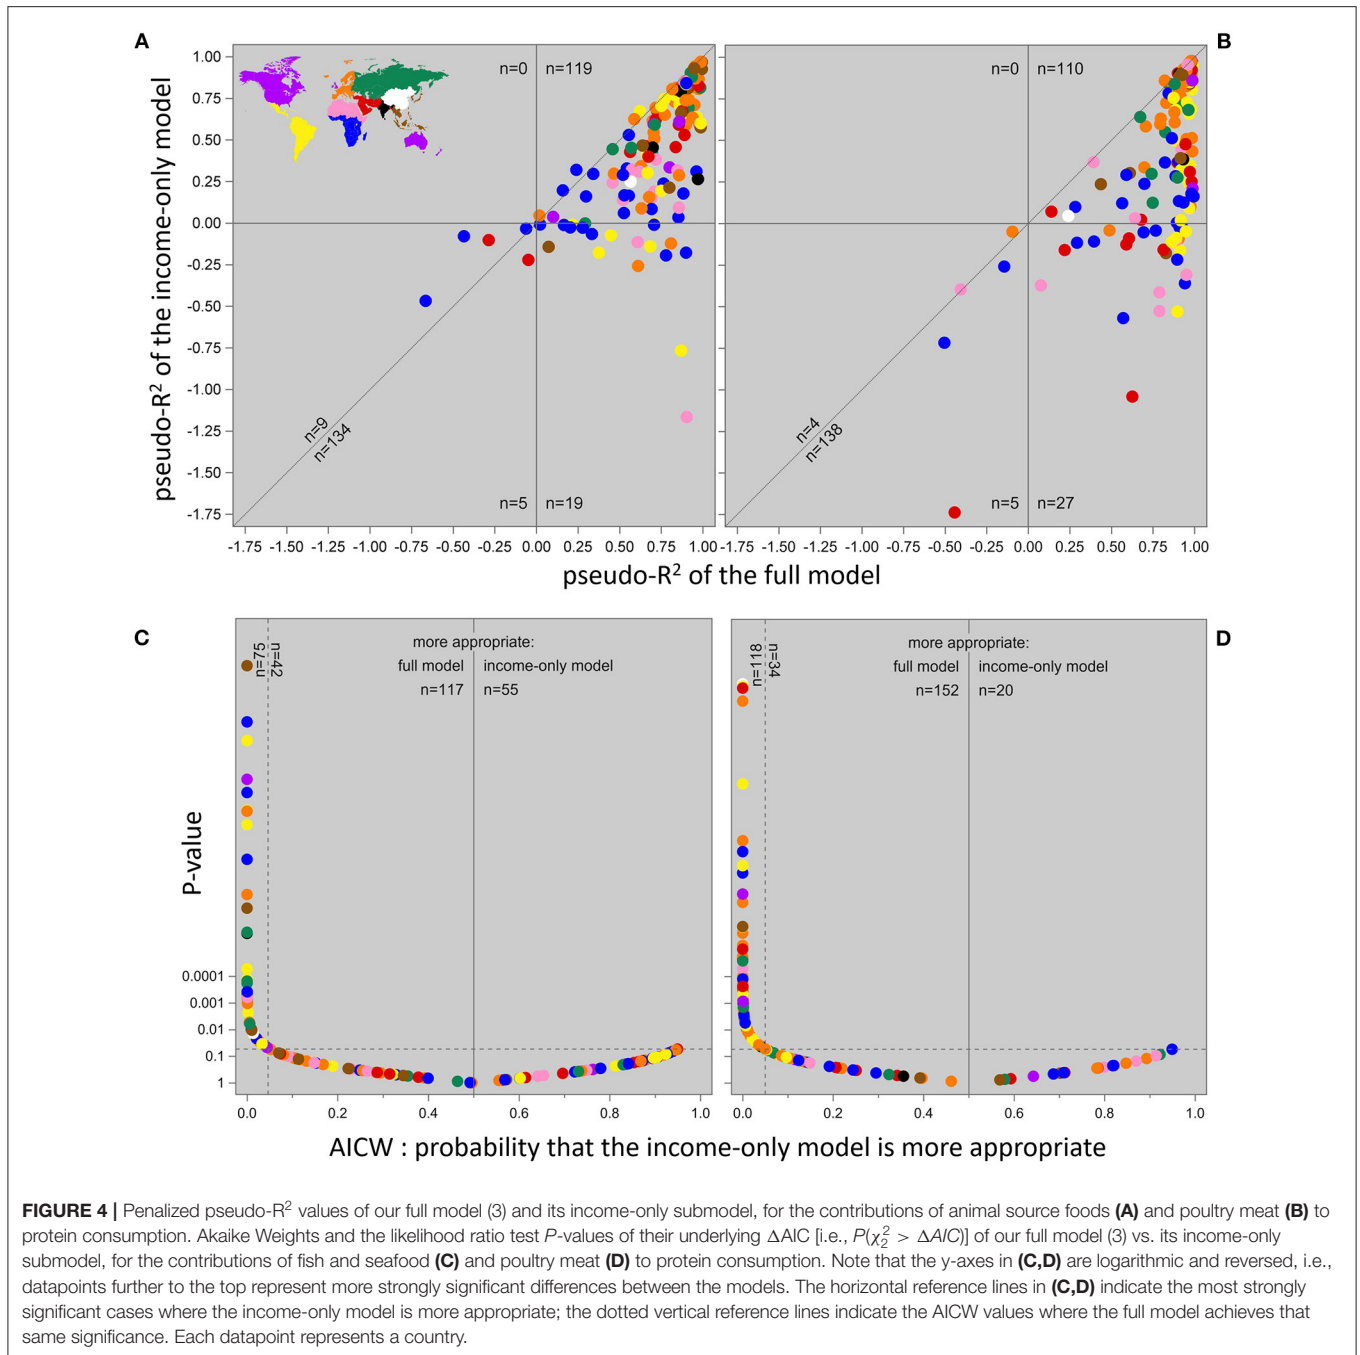 A
B
pseudo-R² of the income-only model
1.00
0.75
0.50
0.25
0.00
-0.25
-0.50
-0.75
-1.00
-1.25
-1.50
-1.75
n=0 n=119
n=9
n=134
n=5 n=19
n=0 n=110
n=4
n=138
n=5 n=27
-1.75 -1.50 -1.25 -1.00 -0.75 -0.50 -0.25 0.00 0.25 0.50 0.75 1.00
-1.75 -1.50 -1.25 -1.00 -0.75 -0.50 -0.25 0.00 0.25 0.50 0.75 1.00
pseudo-R² of the full model
C
D
P-value
0.0001
0.001
0.01
0.1
1
n=75
n=42
more appropriate:
full model income-only model
n=117 n=55
n=118
n=34
more appropriate:
full model income-only model
n=152 n=20
0.0 0.2 0.4 0.6 0.8 1.0
0.0 0.2 0.4 0.6 0.8 1.0
AICW : probability that the income-only model is more appropriate
FIGURE 4 | Penalized pseudo-R² values of our full model (3) and its income-only submodel, for the contributions of animal source foods (A) and poultry meat (B) to
protein consumption. Akaike Weights and the likelihood ratio test P-values of their underlying ΔAIC [i.e., P(χ²₂ > ΔAIC)] of our full model (3) vs. its income-only
submodel, for the contributions of fish and seafood (C) and poultry meat (D) to protein consumption. Note that the y-axes in (C,D) are logarithmic and reversed, i.e.,
datapoints further to the top represent more strongly significant differences between the models. The horizontal reference lines in (C,D) indicate the most strongly
significant cases where the income-only model is more appropriate; the dotted vertical reference lines indicate the AICW values where the full model achieves that
same significance. Each datapoint represents a country.